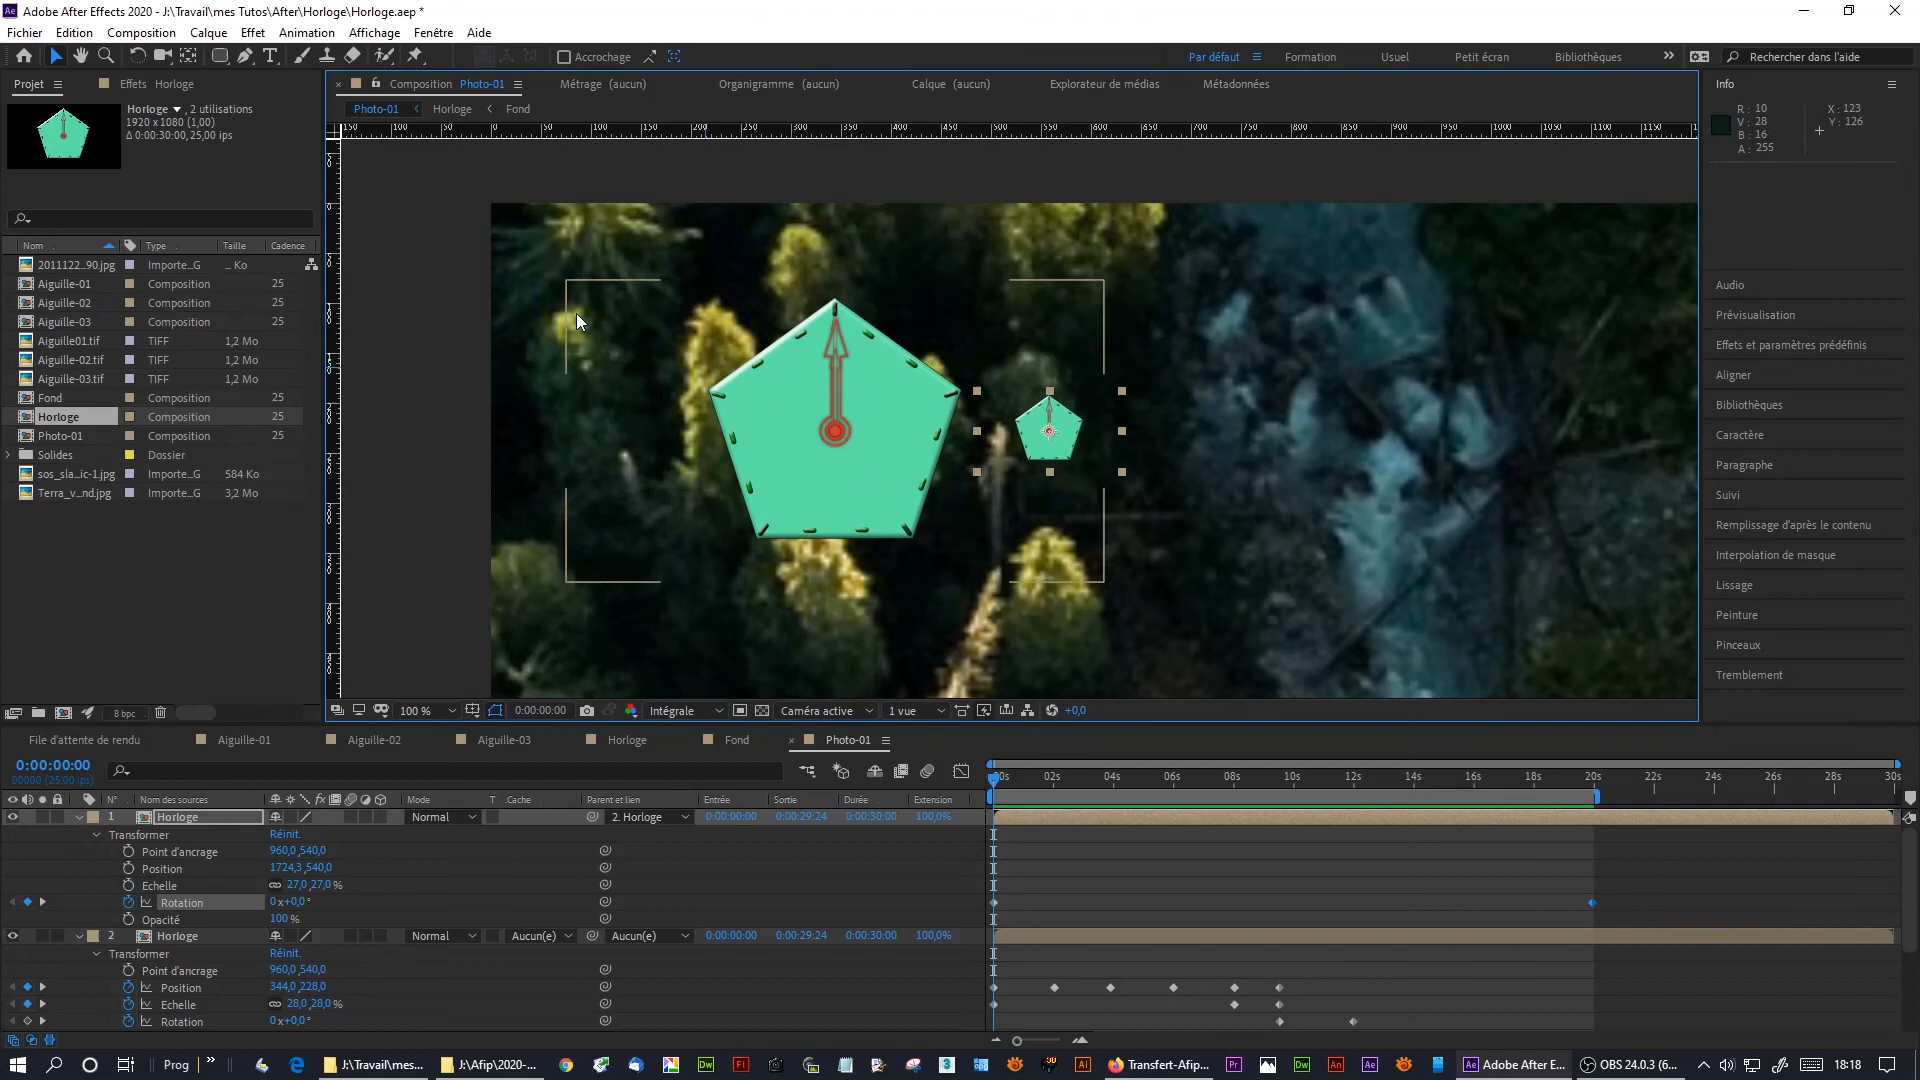 Adobe After Effects 2020 - J:\Travail\mes Tutos\After\Horloge\Horloge.aep *
Fichier Edition Composition Calque Effet Animation Affichage Fenêtre Aide
Accrochage Par défaut Formation Usuel Petit écran Bibliothèques Rechercher dans l'aide
Projet Effets Horloge
Composition Photo-01 Métrage (aucun) Organigramme (aucun) Calque (aucun) Explorateur de médias Métadonnées
Info
Horloge , 2 utilisations
1920 x 1080 (1,00)
Δ 0:00:30:00, 25,00 ips
Photo-01 Horloge Fond
R : 10 X : 123
V : 28 Y : 126
B : 16
A : 255
Nom Type Taille Cadence
2011122...90.jpg Importe...G ... Ko
Aiguille-01 Composition 25
Aiguille-02 Composition 25
Aiguille-03 Composition 25
Aiguille01.tif TIFF 1,2 Mo
Aiguille-02.tif TIFF 1,2 Mo
Aiguille-03.tif TIFF 1,2 Mo
Fond Composition 25
Horloge Composition 25
Photo-01 Composition 25
Solides Dossier
sos_sla...ic-1.jpg Importe...G 584 Ko
Terra_v...nd.jpg Importe...G 3,2 Mo
Audio
Prévisualisation
Effets et paramètres prédéfinis
Aligner
Bibliothèques
Caractère
Paragraphe
Suivi
Remplissage d'après le contenu
Interpolation de masque
Lissage
Peinture
Pinceaux
Tremblement
8 bpc
100 % 0:00:00:00 Intégrale Caméra active 1 vue +0,0
File d'attente de rendu Aiguille-01 Aiguille-02 Aiguille-03 Horloge Fond Photo-01
0:00:00:00
00000 (25.00 ips)
00s 02s 04s 06s 08s 10s 12s 14s 16s 18s 20s 22s 24s 26s 28s 30s
N° Nom des sources Mode T .Cache Parent et lien Entrée Sortie Durée Extension
1 Horloge Normal 2. Horloge 0:00:00:00 0:00:29:24 0:00:30:00 100,0%
Transformer Réinit.
Point d'ancrage 960,0,540,0
Position 1724,3,540,0
Echelle 27,0,27,0 %
Rotation 0x+0,0°
Opacité 100 %
2 Horloge Normal Aucun(e) Aucun(e) 0:00:00:00 0:00:29:24 0:00:30:00 100,0%
Transformer Réinit.
Point d'ancrage 960,0,540,0
Position 344,0,228,0
Echelle 28,0,28,0 %
Rotation 0x+0,0°
Prog J:\Travail\mes... J:\Afip\2020-... Transfert-Afip... Adobe After E... OBS 24.0.3 (6... 18:18